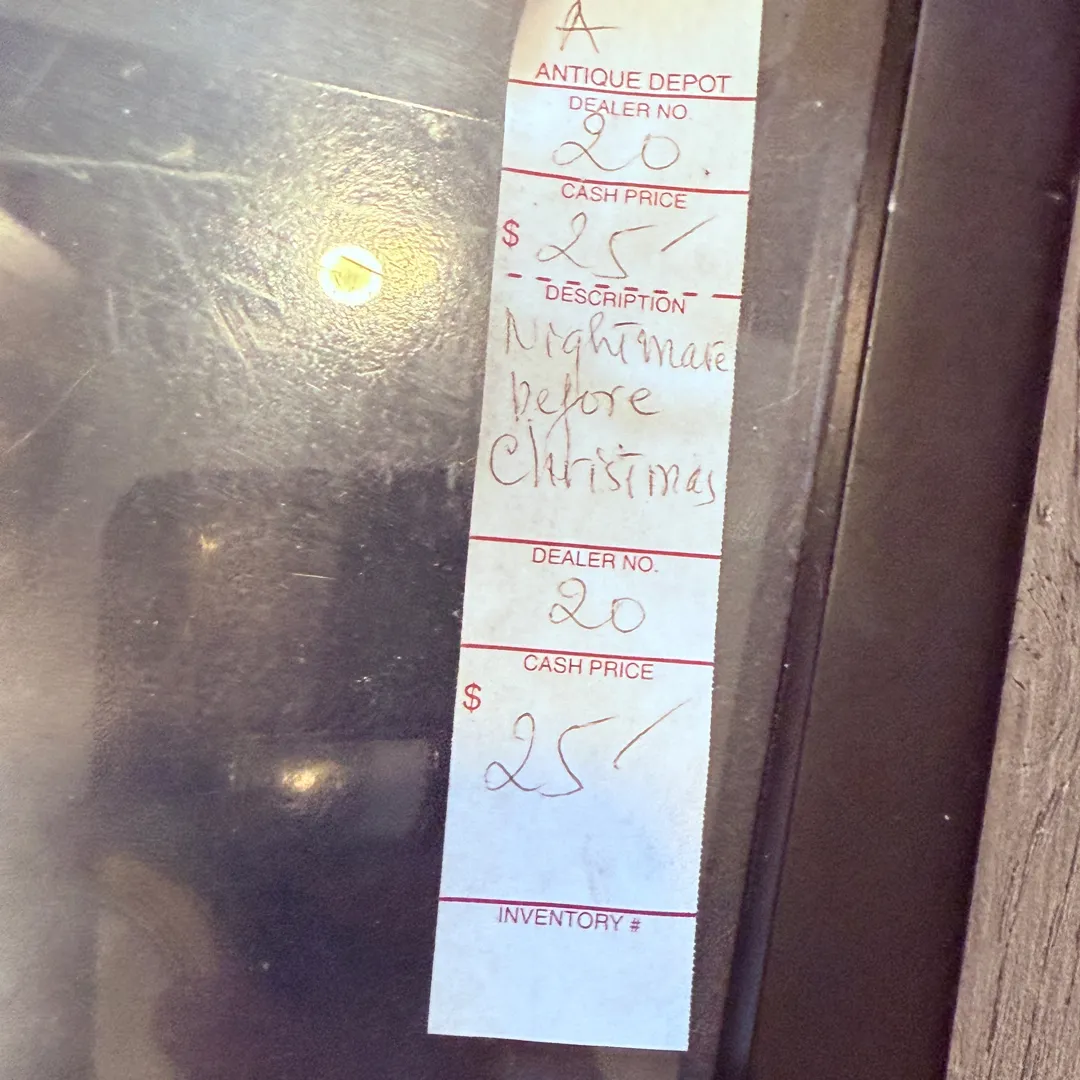 A
ANTIQUE DEPOT
DEALER NO.
20.
CASH PRICE
$ 25
DESCRIPTION
Nightmare
before
Christmas
DEALER NO.
20
CASH PRICE
$
25
INVENTORY #